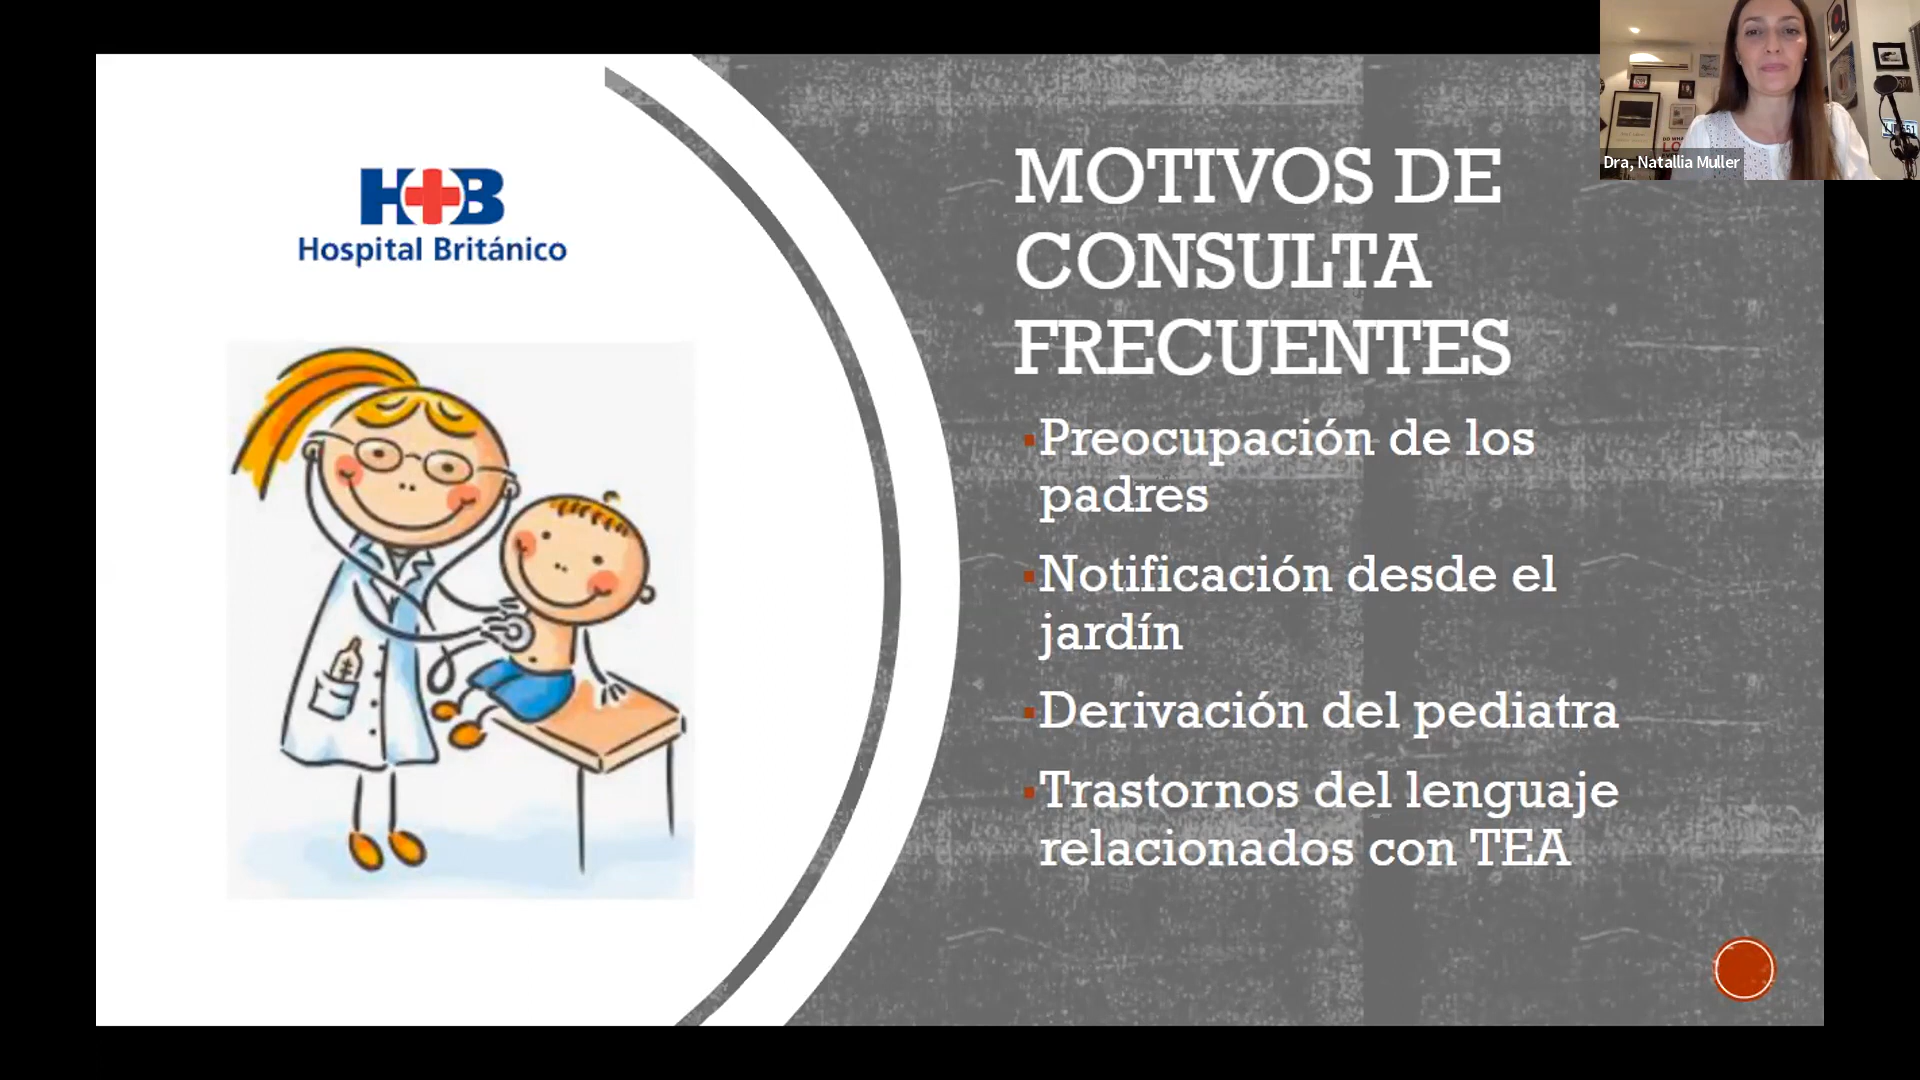 Dra, Natallia Muller
H+B
Hospital Británico
MOTIVOS DE
CONSULTA
FRECUENTES
Preocupación de los
padres
Notificación desde el
jardín
Derivación del pediatra
Trastornos del lenguaje
relacionados con TEA